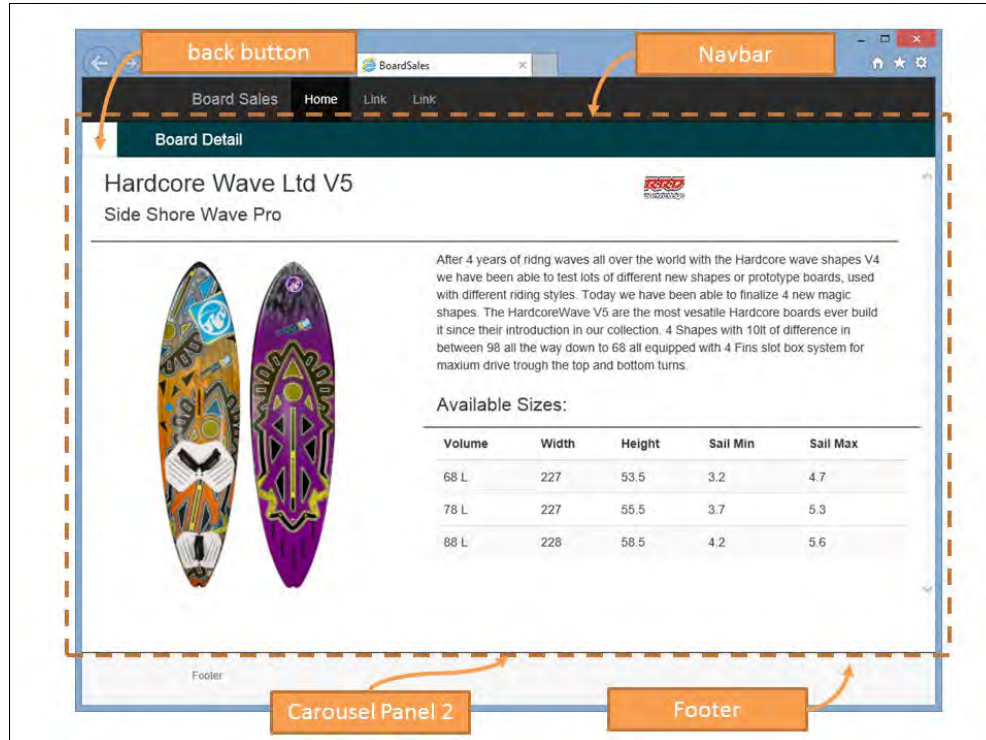 back button
Navbar
BoardSales
Board Sales Home Link Link
Board Detail
Hardcore Wave Ltd V5
RRD
Side Shore Wave Pro
After 4 years of ridng waves all over the world with the Hardcore wave shapes V4
we have been able to test lots of different new shapes or prototype boards, used
with different riding styles. Today we have been able to finalize 4 new magic
shapes. The HardcoreWave V5 are the most vesatile Hardcore boards ever build
it since their introduction in our collection. 4 Shapes with 10lt of difference in
between 98 all the way down to 68 all equipped with 4 Fins slot box system for
maxium drive trough the top and bottom turns.
Available Sizes:
Volume Width Height Sail Min Sail Max
68 L 227 53.5 3.2 4.7
78 L 227 55.5 3.7 5.3
88 L 228 58.5 4.2 5.6
Footer
Carousel Panel 2
Footer